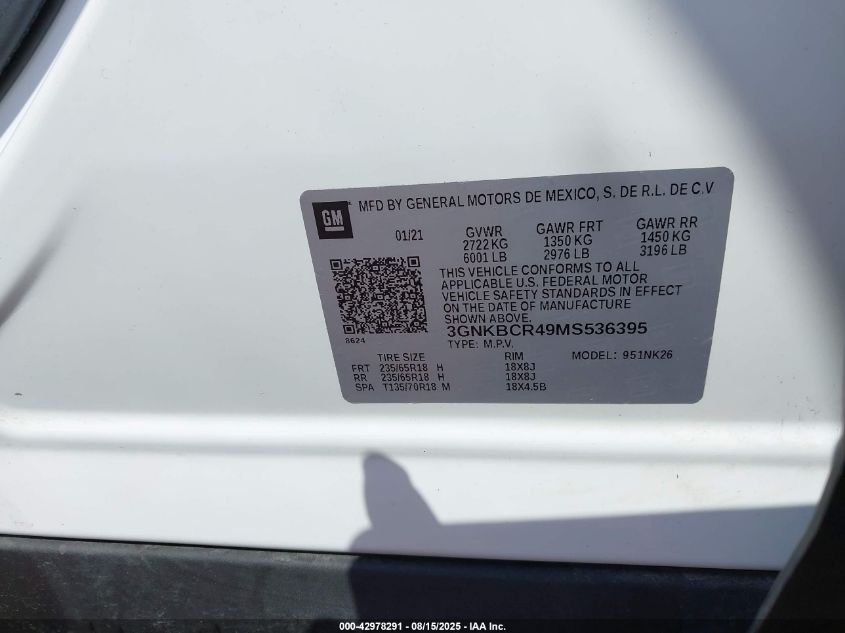 GM MFD BY GENERAL MOTORS DE MEXICO, S. DE R.L. DE C.V
01/21 GVWR GAWR FRT GAWR RR
2722 KG 1350 KG 1450 KG
6001 LB 2976 LB 3196 LB
THIS VEHICLE CONFORMS TO ALL
APPLICABLE U.S. FEDERAL MOTOR
VEHICLE SAFETY STANDARDS IN EFFECT
ON THE DATE OF MANUFACTURE
SHOWN ABOVE.
3GNKBCR49MS536395
8624 TYPE: M.P.V. MODEL: 951NK26
TIRE SIZE RIM
FRT 235/65R18 H 18X8J
RR 235/65R18 H 18X8J
SPA T135/70R18 M 18X4.5B
000-42978291 - 08/15/2025 - IAA Inc.